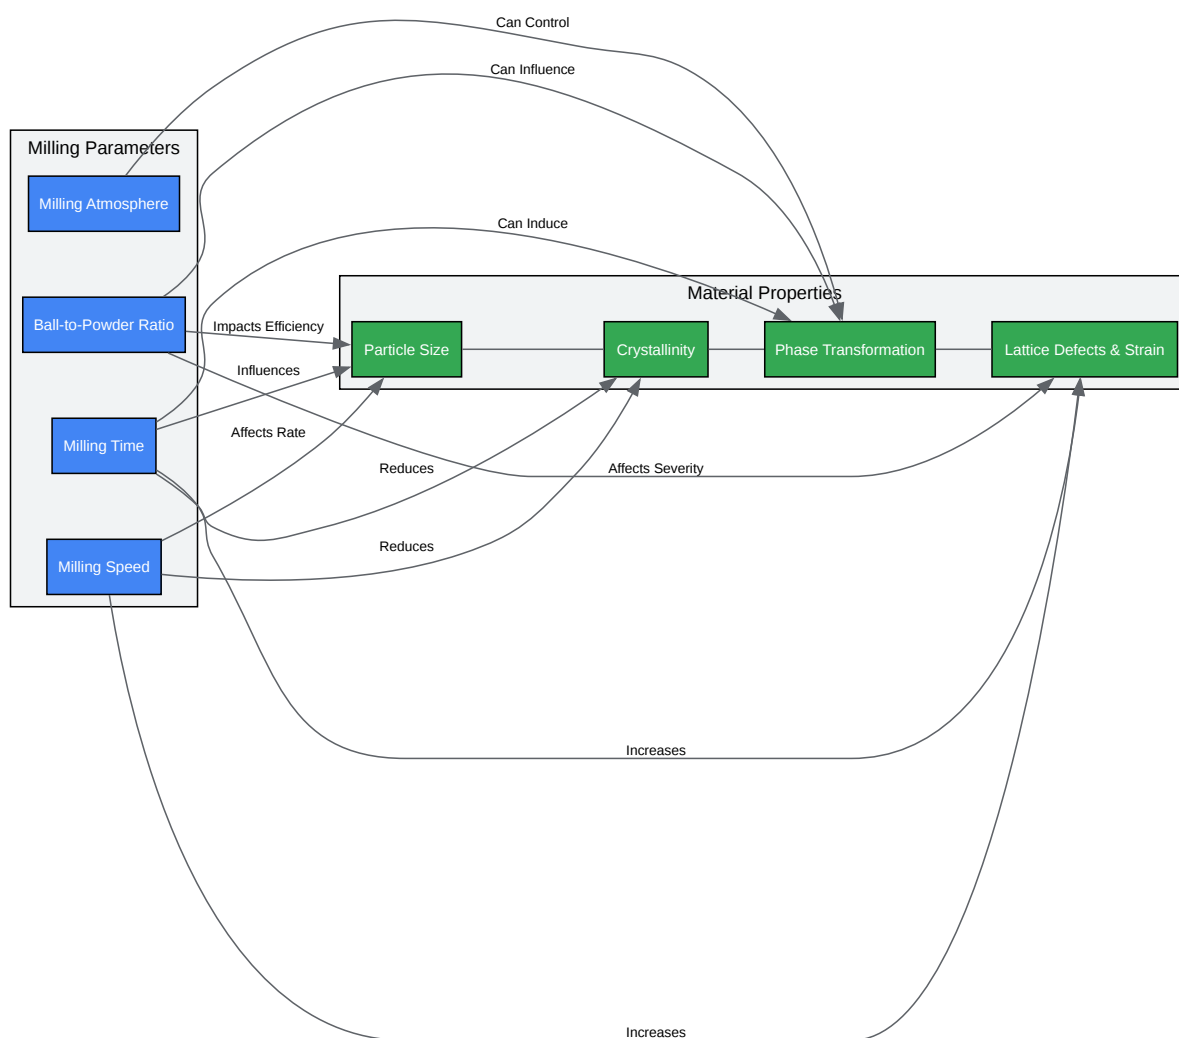 Can Control
Can Influence
Milling Parameters
Milling Atmosphere
Can Induce
Material Properties
Ball-to-Powder Ratio
Impacts Efficiency
Particle Size
Crystallinity
Phase Transformation
Lattice Defects & Strain
Influences
Affects Rate
Milling Time
Reduces
Affects Severity
Reduces
Milling Speed
Increases
Increases